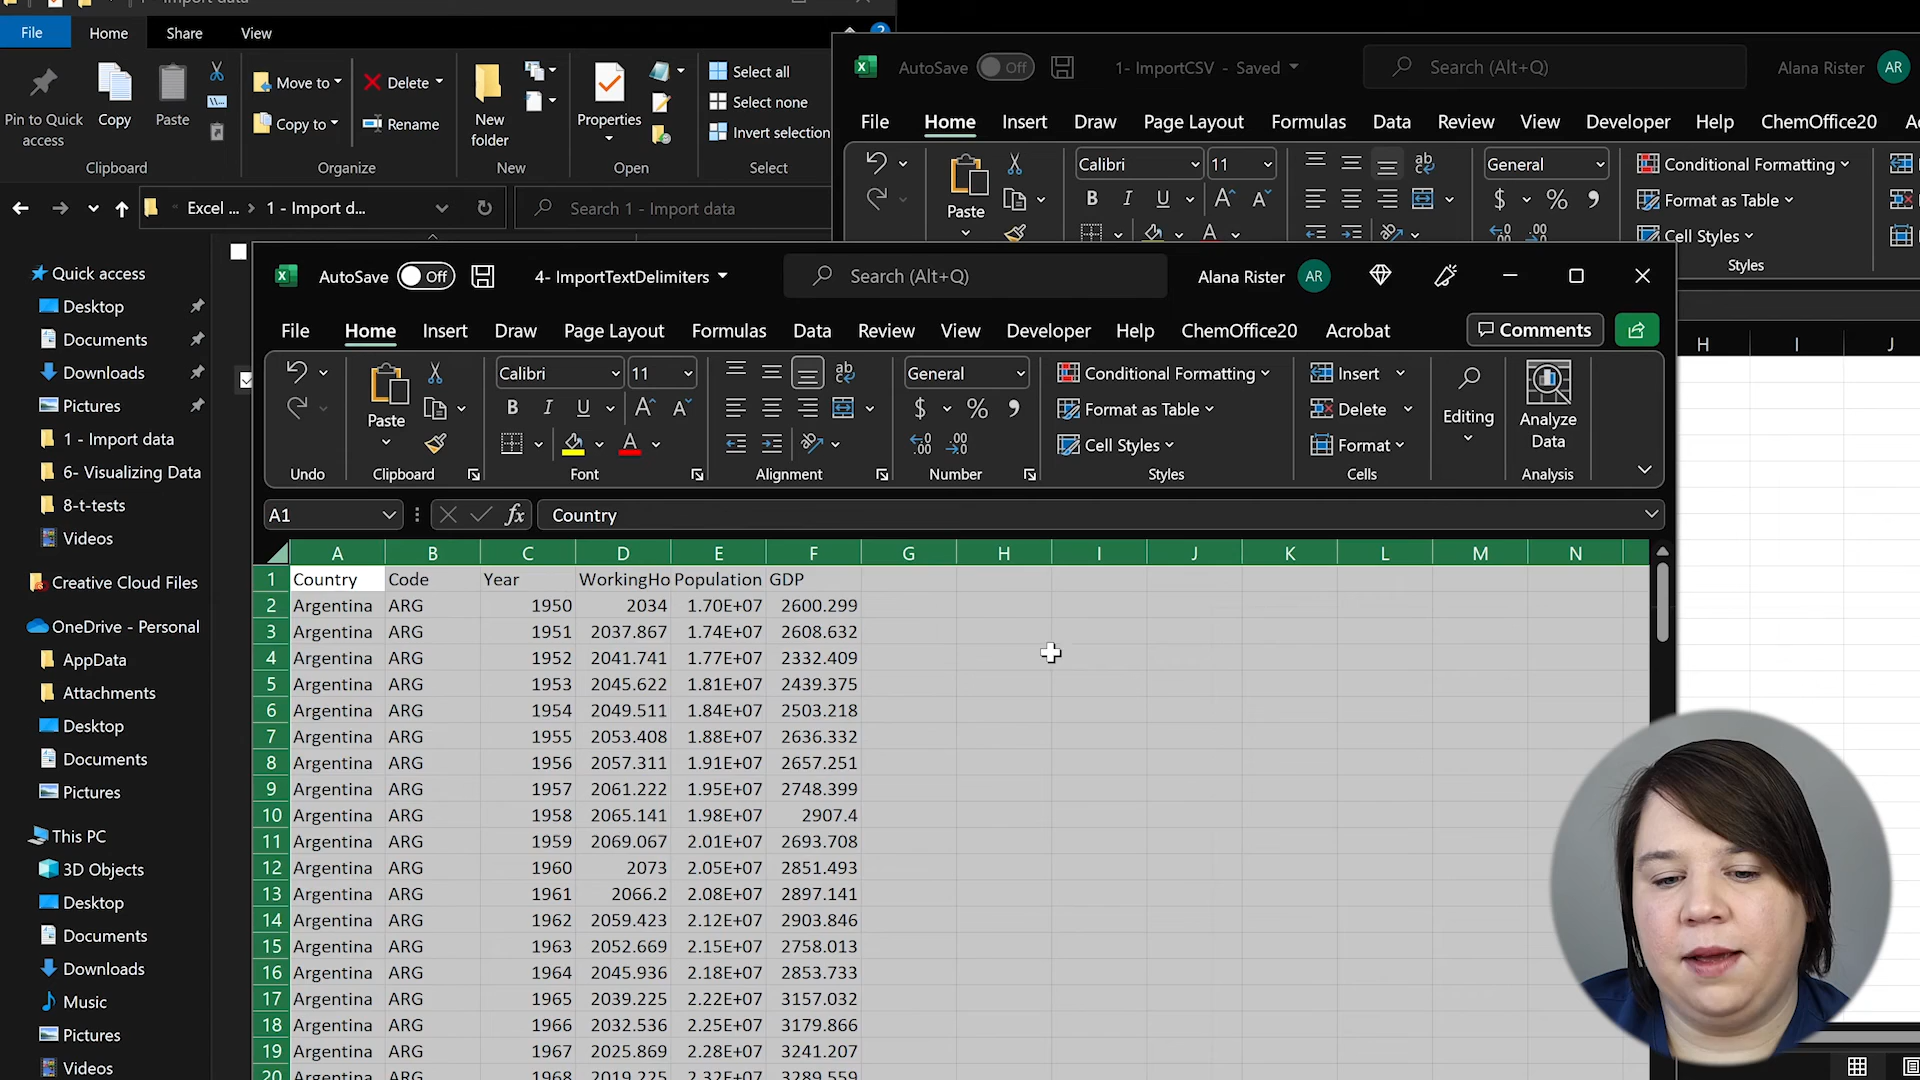 Import data
File Home Share View
Pin to Quick access
Copy
Paste
Clipboard
Move to
Copy to
Delete
Rename
Organize
New folder
New
Properties
Open
Select all
Select none
Invert selection
Select
Excel ... > 1 - Import d...
Search 1 - Import data
Quick access
Desktop
Documents
Downloads
Pictures
1 - Import data
6- Visualizing Data
8-t-tests
Videos
Creative Cloud Files
OneDrive - Personal
AppData
Attachments
Desktop
Documents
Pictures
This PC
3D Objects
Desktop
Documents
Downloads
Music
Pictures
Videos
AutoSave Off 1- ImportCSV - Saved Search (Alt+Q) Alana Rister AR
File Home Insert Draw Page Layout Formulas Data Review View Developer Help ChemOffice20
Paste
Calibri 11
B I U
General
$ % 9
Conditional Formatting
Format as Table
Cell Styles
Styles
H I J
AutoSave Off 4- ImportTextDelimiters Search (Alt+Q) Alana Rister AR
File Home Insert Draw Page Layout Formulas Data Review View Developer Help ChemOffice20 Acrobat Comments
Undo
Paste
Clipboard
Calibri 11
B I U
Font
Alignment
General
$ % 9
Number
Conditional Formatting
Format as Table
Cell Styles
Styles
Insert
Delete
Format
Cells
Editing
Analyze Data
Analysis
A1 fx Country
A B C D E F G H I J K L M N
1 Country Code Year WorkingHo Population GDP
2 Argentina ARG 1950 2034 1.70E+07 2600.299
3 Argentina ARG 1951 2037.867 1.74E+07 2608.632
4 Argentina ARG 1952 2041.741 1.77E+07 2332.409
5 Argentina ARG 1953 2045.622 1.81E+07 2439.375
6 Argentina ARG 1954 2049.511 1.84E+07 2503.218
7 Argentina ARG 1955 2053.408 1.88E+07 2636.332
8 Argentina ARG 1956 2057.311 1.91E+07 2657.251
9 Argentina ARG 1957 2061.222 1.95E+07 2748.399
10 Argentina ARG 1958 2065.141 1.98E+07 2907.4
11 Argentina ARG 1959 2069.067 2.01E+07 2693.708
12 Argentina ARG 1960 2073 2.05E+07 2851.493
13 Argentina ARG 1961 2066.2 2.08E+07 2897.141
14 Argentina ARG 1962 2059.423 2.12E+07 2903.846
15 Argentina ARG 1963 2052.669 2.15E+07 2758.013
16 Argentina ARG 1964 2045.936 2.18E+07 2853.733
17 Argentina ARG 1965 2039.225 2.22E+07 3157.032
18 Argentina ARG 1966 2032.536 2.25E+07 3179.866
19 Argentina ARG 1967 2025.869 2.28E+07 3241.207
20 Argentina ARG 1968 2019.225 2.32E+07 3289.559